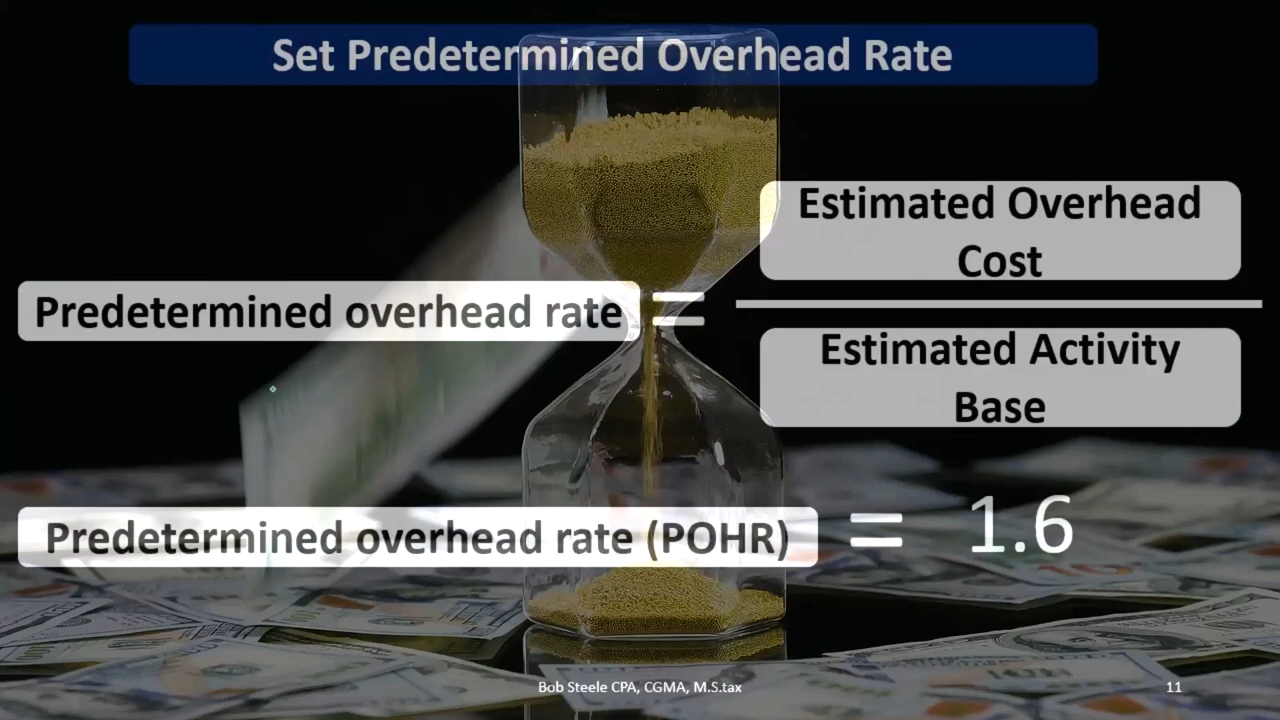 Set Predetermined Overhead Rate
Estimated Overhead
Cost
Predetermined overhead rate =
Estimated Activity
Base
Predetermined overhead rate (POHR) = 1.6
Bob Steele CPA, CGMA, M.S.tax
11